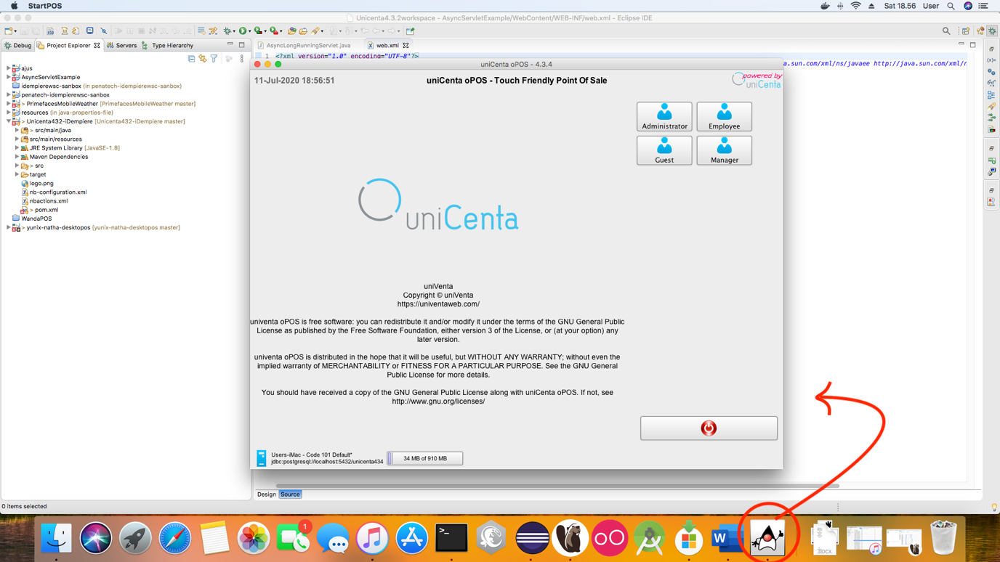 StartPOS
Sat 18.56 User
Unicenta4.3.2workspace - AsyncServletExample/WebContent/WEB-INF/web.xml - Eclipse IDE
Debug
Project Explorer
Servers
Type Hierarchy
ajus
AsyncServletExample
idempierewsc-sanbox (in penatech-idempierewsc-sanbox)
penatech-idempierewsc-sanbox
> PrimefacesMobileWeather [PrimefacesMobileWeather master]
resources (in java-properties-file)
> Unicenta432-iDempiere [Unicenta432-iDempiere master]
> src/main/java
src/main/resources
JRE System Library [JavaSE-1.8]
Maven Dependencies
> src
target
logo.png
nb-configuration.xml
nbactions.xml
> pom.xml
WandaPOS
> yunix-natha-desktopos [yunix-natha-desktopos master]
0 items selected
AsyncLongRunningServlet.java
web.xml
1 <?xml version="1.0" encoding="UTF-8"?>
a.sun.com/xml/ns/javaee http://java.sun.com/xml/n
uniCenta oPOS - 4.3.4
11-Jul-2020 18:56:51
uniCenta oPOS - Touch Friendly Point Of Sale
powered by
uniCenta
Administrator
Employee
Guest
Manager
uniCenta
uniVenta
Copyright © uniVenta
https://univentaweb.com/
univenta oPOS is free software: you can redistribute it and/or modify it under the terms of the GNU General Public
License as published by the Free Software Foundation, either version 3 of the License, or (at your option) any
later version.
univenta oPOS is distributed in the hope that it will be useful, but WITHOUT ANY WARRANTY; without even the
implied warranty of MERCHANTABILITY or FITNESS FOR A PARTICULAR PURPOSE. See the GNU General
Public License for more details.
You should have received a copy of the GNU General Public License along with uniCenta oPOS. If not, see
http://www.gnu.org/licenses/
Users-iMac - Code 101 Default*
jdbc:postgresql://localhost:5432/unicenta434
34 MB of 910 MB
Design
Source
1
>_
W
DOCX